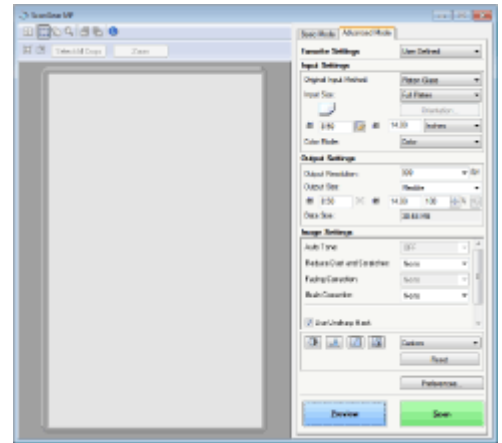 ScanGear MP
Basic Mode Advanced Mode
Select All Crops Zoom
Favorite Settings User Defined
Input Settings
Original Input Method: Platen Glass
Input Size: Full Platen
Orientation...
8.50 14.00 Inches
Color Mode: Color
Output Settings
Output Resolution: 300
Output Size: Flexible
8.50 14.00 100 %
Data Size:
Image Settings
Auto Tone OFF
Reduce Dust and Scratches None
Fading Correction None
Grain Correction None
Use Unsharp Mask
Custom
Reset
Preferences...
Preview Scan